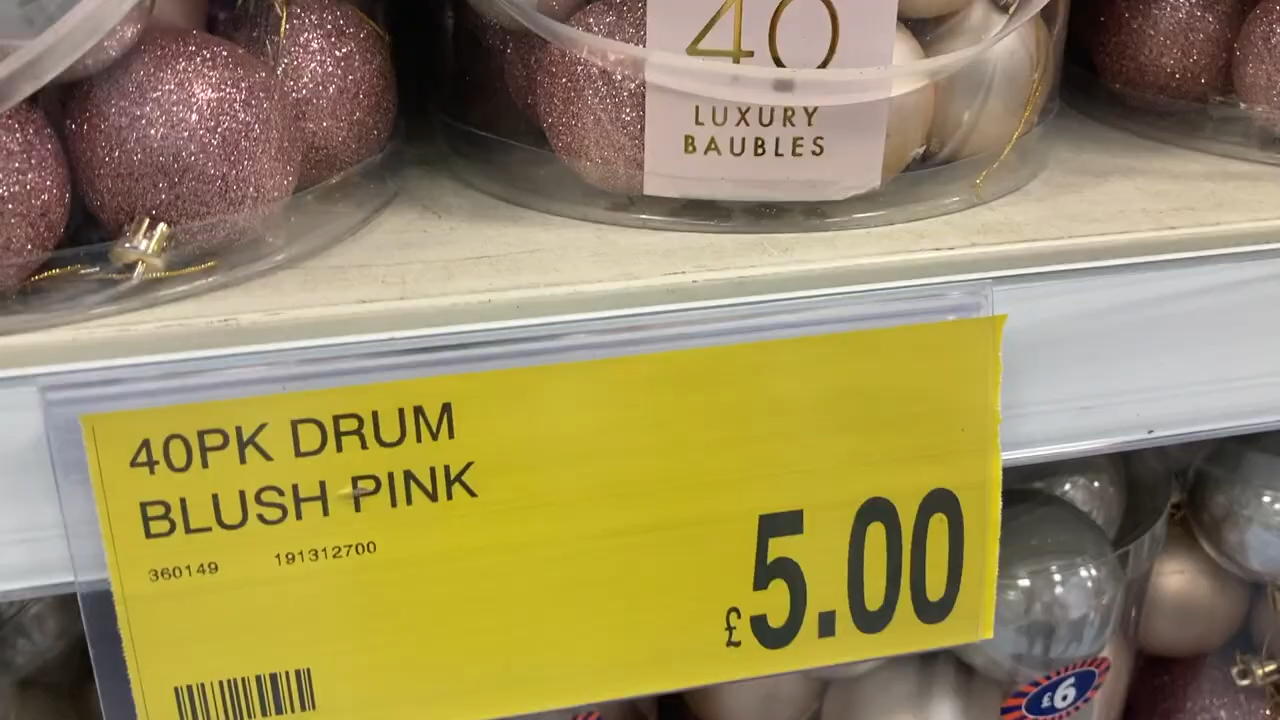 40
LUXURY
BAUBLES
40PK DRUM
BLUSH PINK
360149 191312700
£5.00
£6